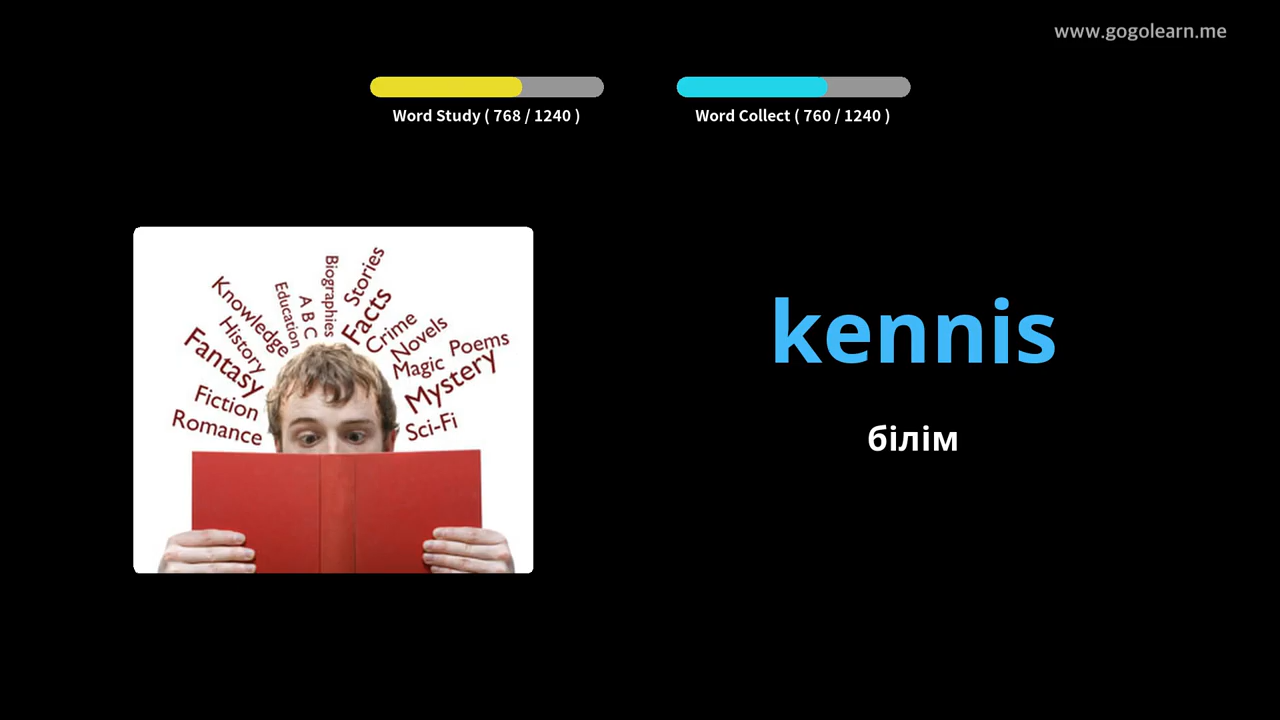 www.gogolearn.me
Word Study ( 768 / 1240 )
Word Collect ( 760 / 1240 )
Biographies
Stories
Education
A B C
Facts
Knowledge
Crime
History
Novels
Fantasy
Magic
Poems
Mystery
Fiction
Romance
Sci-Fi
kennis
білім